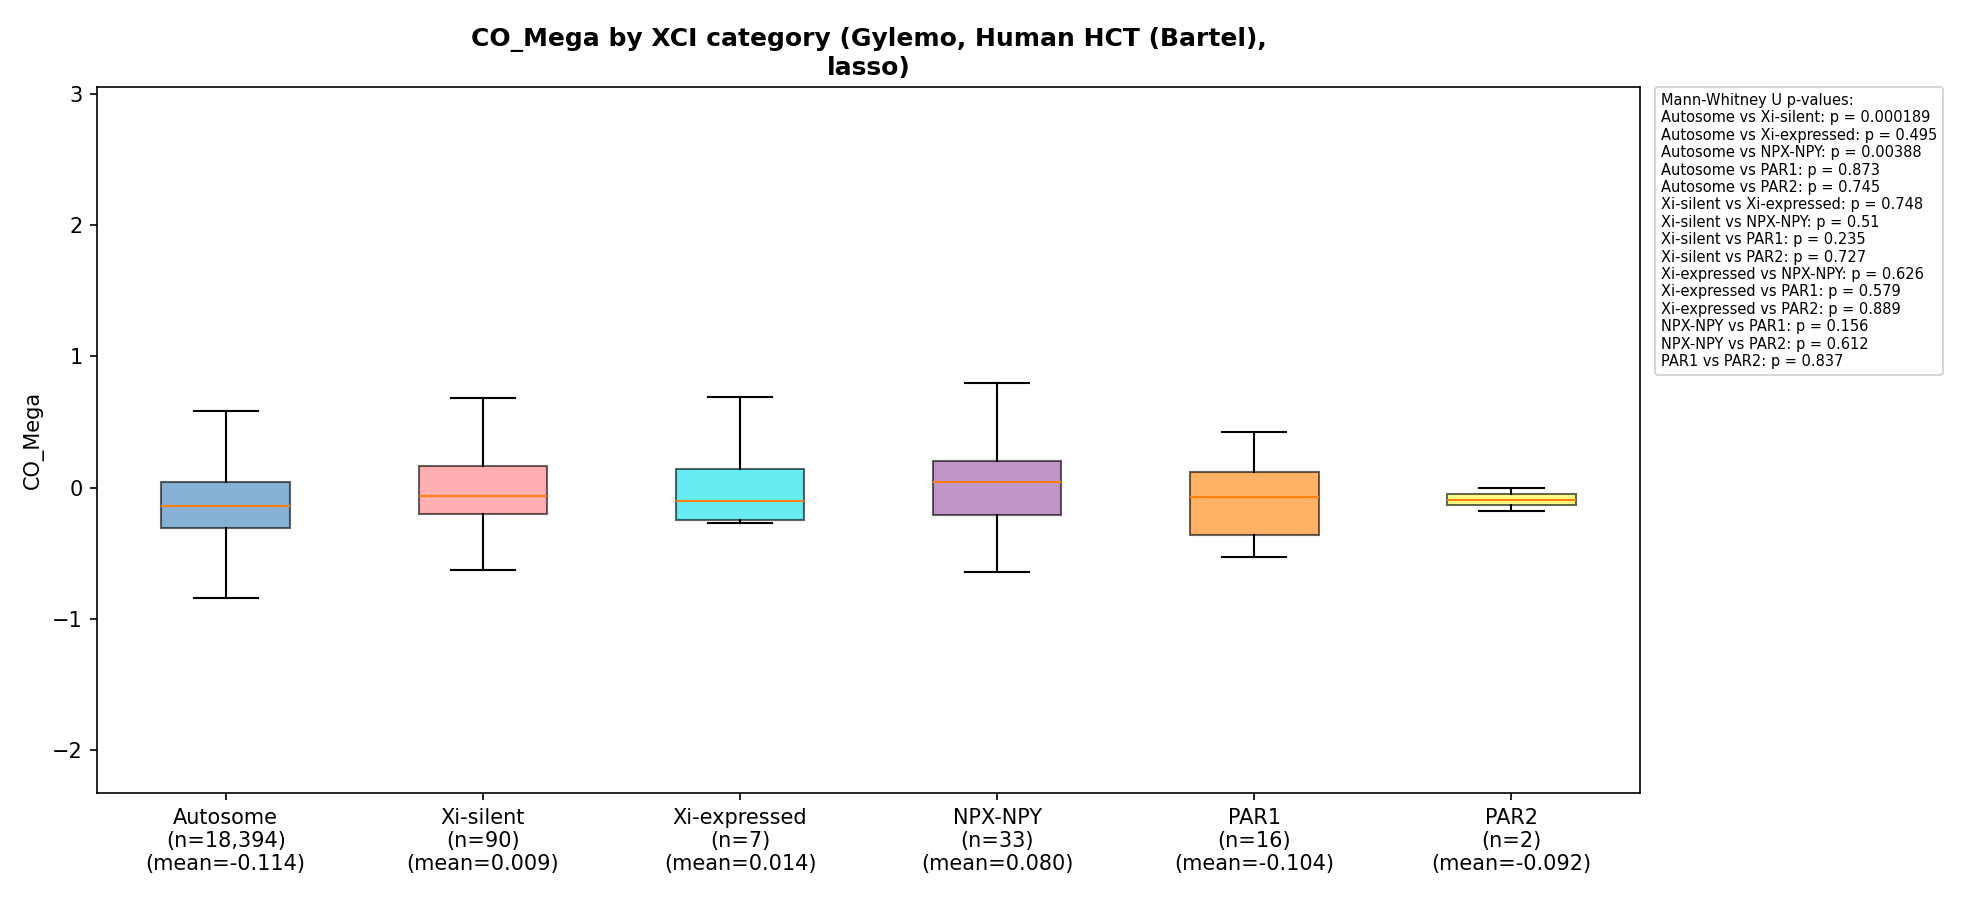 CO_Mega by XCI category (Gylemo, Human HCT (Bartel),
lasso)
CO_Mega
3
2
1
0
−1
−2
Autosome
(n=18,394)
(mean=-0.114)
Xi-silent
(n=90)
(mean=0.009)
Xi-expressed
(n=7)
(mean=0.014)
NPX-NPY
(n=33)
(mean=0.080)
PAR1
(n=16)
(mean=-0.104)
PAR2
(n=2)
(mean=-0.092)
Mann-Whitney U p-values:
Autosome vs Xi-silent: p = 0.000189
Autosome vs Xi-expressed: p = 0.495
Autosome vs NPX-NPY: p = 0.00388
Autosome vs PAR1: p = 0.873
Autosome vs PAR2: p = 0.745
Xi-silent vs Xi-expressed: p = 0.748
Xi-silent vs NPX-NPY: p = 0.51
Xi-silent vs PAR1: p = 0.235
Xi-silent vs PAR2: p = 0.727
Xi-expressed vs NPX-NPY: p = 0.626
Xi-expressed vs PAR1: p = 0.579
Xi-expressed vs PAR2: p = 0.889
NPX-NPY vs PAR1: p = 0.156
NPX-NPY vs PAR2: p = 0.612
PAR1 vs PAR2: p = 0.837